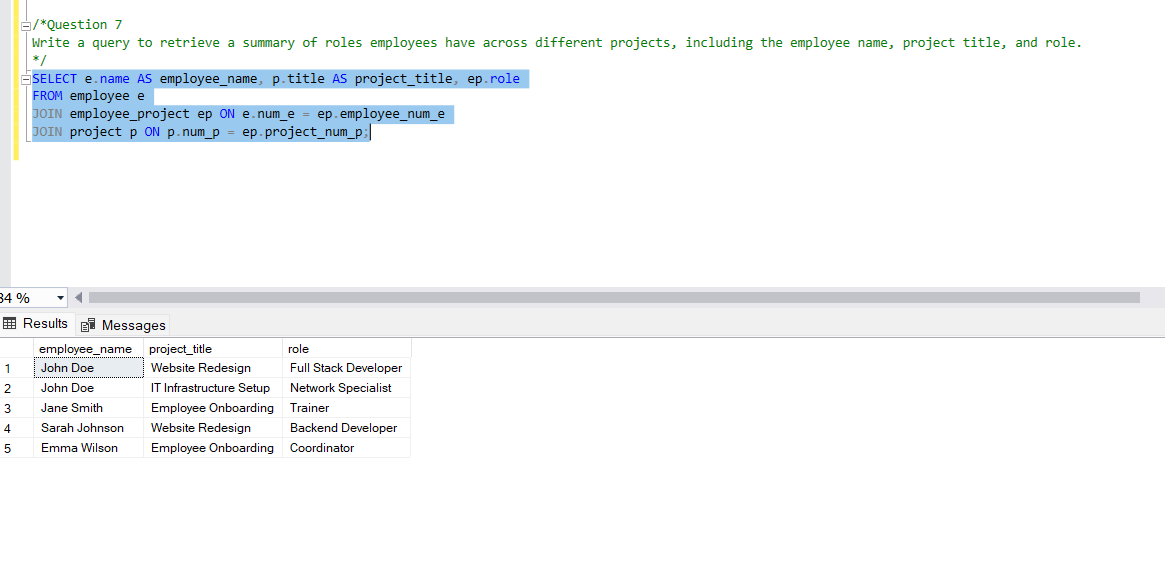 /*Question 7
Write a query to retrieve a summary of roles employees have across different projects, including the employee name, project title, and role.
*/
SELECT e.name AS employee_name, p.title AS project_title, ep.role
FROM employee e
JOIN employee_project ep ON e.num_e = ep.employee_num_e
JOIN project p ON p.num_p = ep.project_num_p;
84 %
Results Messages
employee_name project_title role
1 John Doe Website Redesign Full Stack Developer
2 John Doe IT Infrastructure Setup Network Specialist
3 Jane Smith Employee Onboarding Trainer
4 Sarah Johnson Website Redesign Backend Developer
5 Emma Wilson Employee Onboarding Coordinator